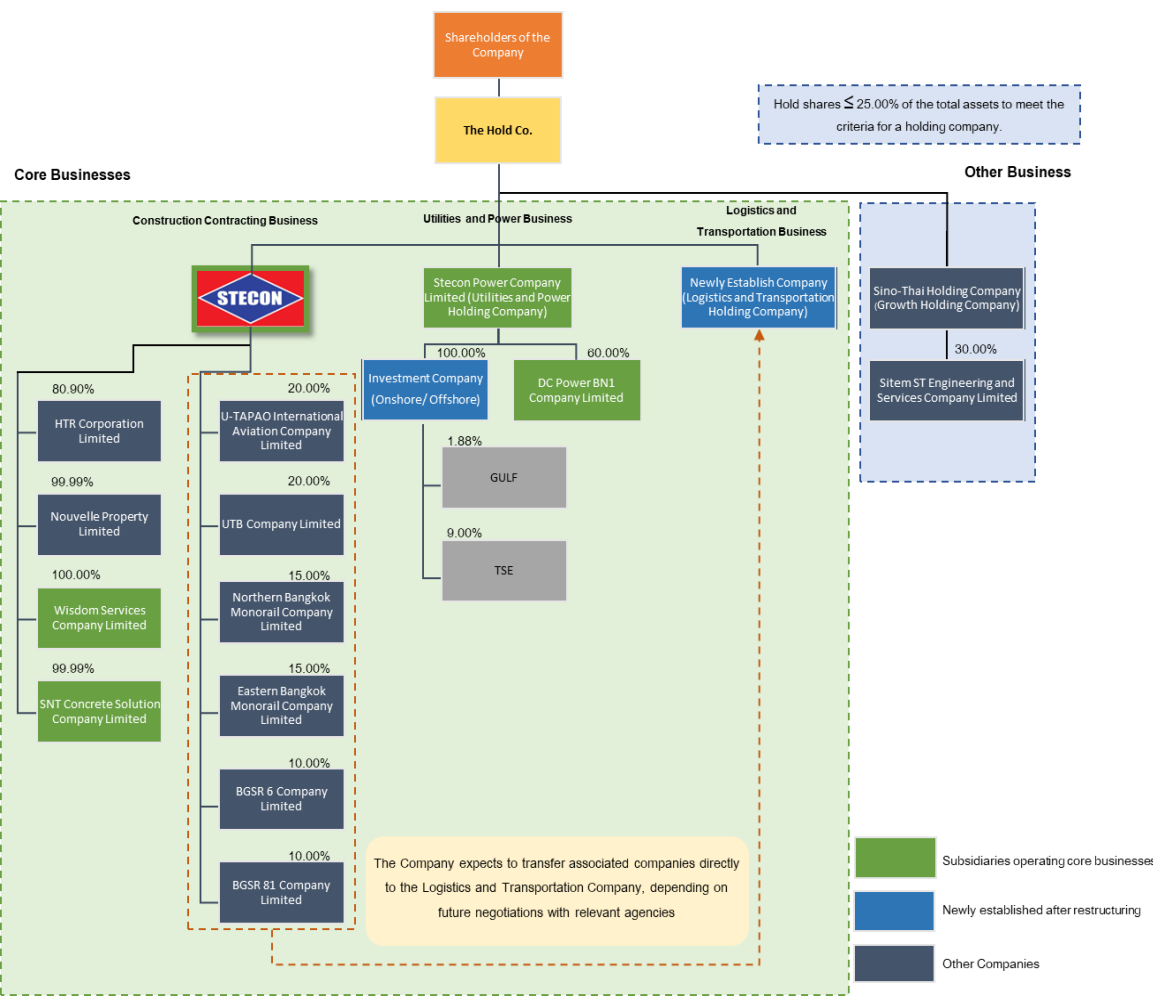 Shareholders of the
Company
The Hold Co.
Hold shares ≤ 25.00% of the total assets to meet the
criteria for a holding company.
Core Businesses
Other Business
Construction Contracting Business
Utilities and Power Business
Logistics and
Transportation Business
STECON
Stecon Power Company
Limited (Utilities and Power
Holding Company)
Newly Establish Company
(Logistics and Transportation
Holding Company)
Sino-Thai Holding Company
(Growth Holding Company)
100.00%
60.00%
30.00%
Investment Company
(Onshore/ Offshore)
DC Power BN1
Company Limited
Sitem ST Engineering and
Services Company Limited
80.90%
HTR Corporation
Limited
99.99%
Nouvelle Property
Limited
100.00%
Wisdom Services
Company Limited
99.99%
SNT Concrete Solution
Company Limited
20.00%
U-TAPAO International
Aviation Company
Limited
20.00%
UTB Company Limited
15.00%
Northern Bangkok
Monorail Company
Limited
15.00%
Eastern Bangkok
Monorail Company
Limited
10.00%
BGSR 6 Company
Limited
10.00%
BGSR 81 Company
Limited
1.88%
GULF
9.00%
TSE
The Company expects to transfer associated companies directly
to the Logistics and Transportation Company, depending on
future negotiations with relevant agencies
Subsidiaries operating core businesses
Newly established after restructuring
Other Companies